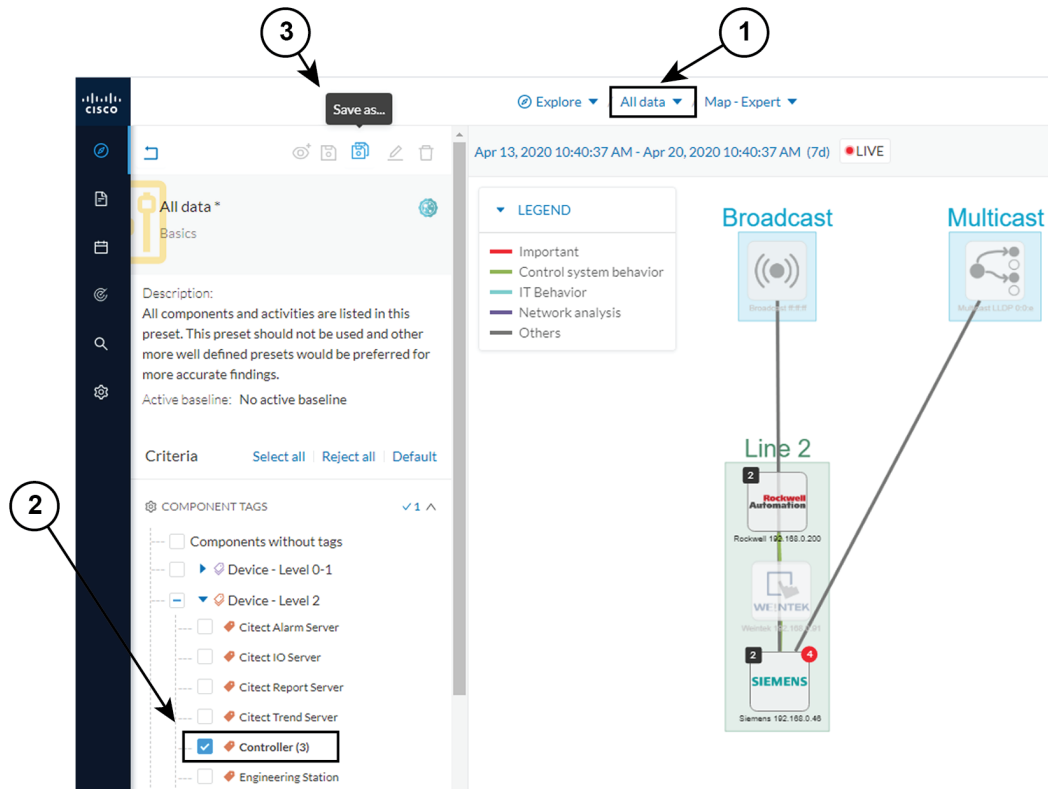 3
1
CISCO
Save as...
Explore
All data
Map - Expert
Apr 13, 2020 10:40:37 AM - Apr 20, 2020 10:40:37 AM (7d)
LIVE
All data *
Basics
LEGEND
Important
Control system behavior
IT Behavior
Network analysis
Others
Broadcast
Multicast
Multicast LLDP 0:0:e
Description:
All components and activities are listed in this
preset. This preset should not be used and other
more well defined presets would be preferred for
more accurate findings.
Active baseline: No active baseline
Criteria
Select all
Reject all
Default
Line 2
2
Rockwell
Automation
Rockwell 192.168.0.200
WEINTEK
2
4
SIEMENS
Siemens 192.168.0.46
2
COMPONENT TAGS
1
Components without tags
Device - Level 0-1
Device - Level 2
Citect Alarm Server
Citect IO Server
Citect Report Server
Citect Trend Server
Controller (3)
Engineering Station